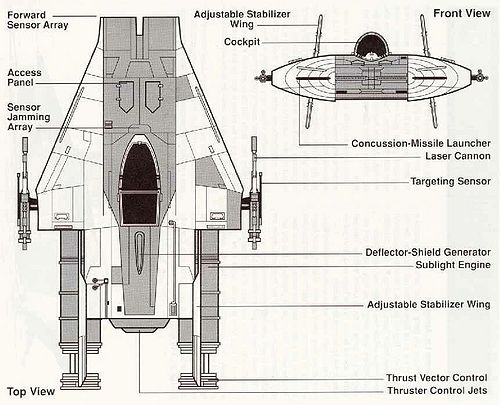 Forward
Sensor Array
Adjustable Stabilizer
Wing
Front View
Cockpit
Access
Panel
Sensor
Jamming
Array
Concussion-Missile Launcher
Laser Cannon
Targeting Sensor
Deflector-Shield Generator
Sublight Engine
Adjustable Stabilizer Wing
Thrust Vector Control
Top View
Thruster Control Jets